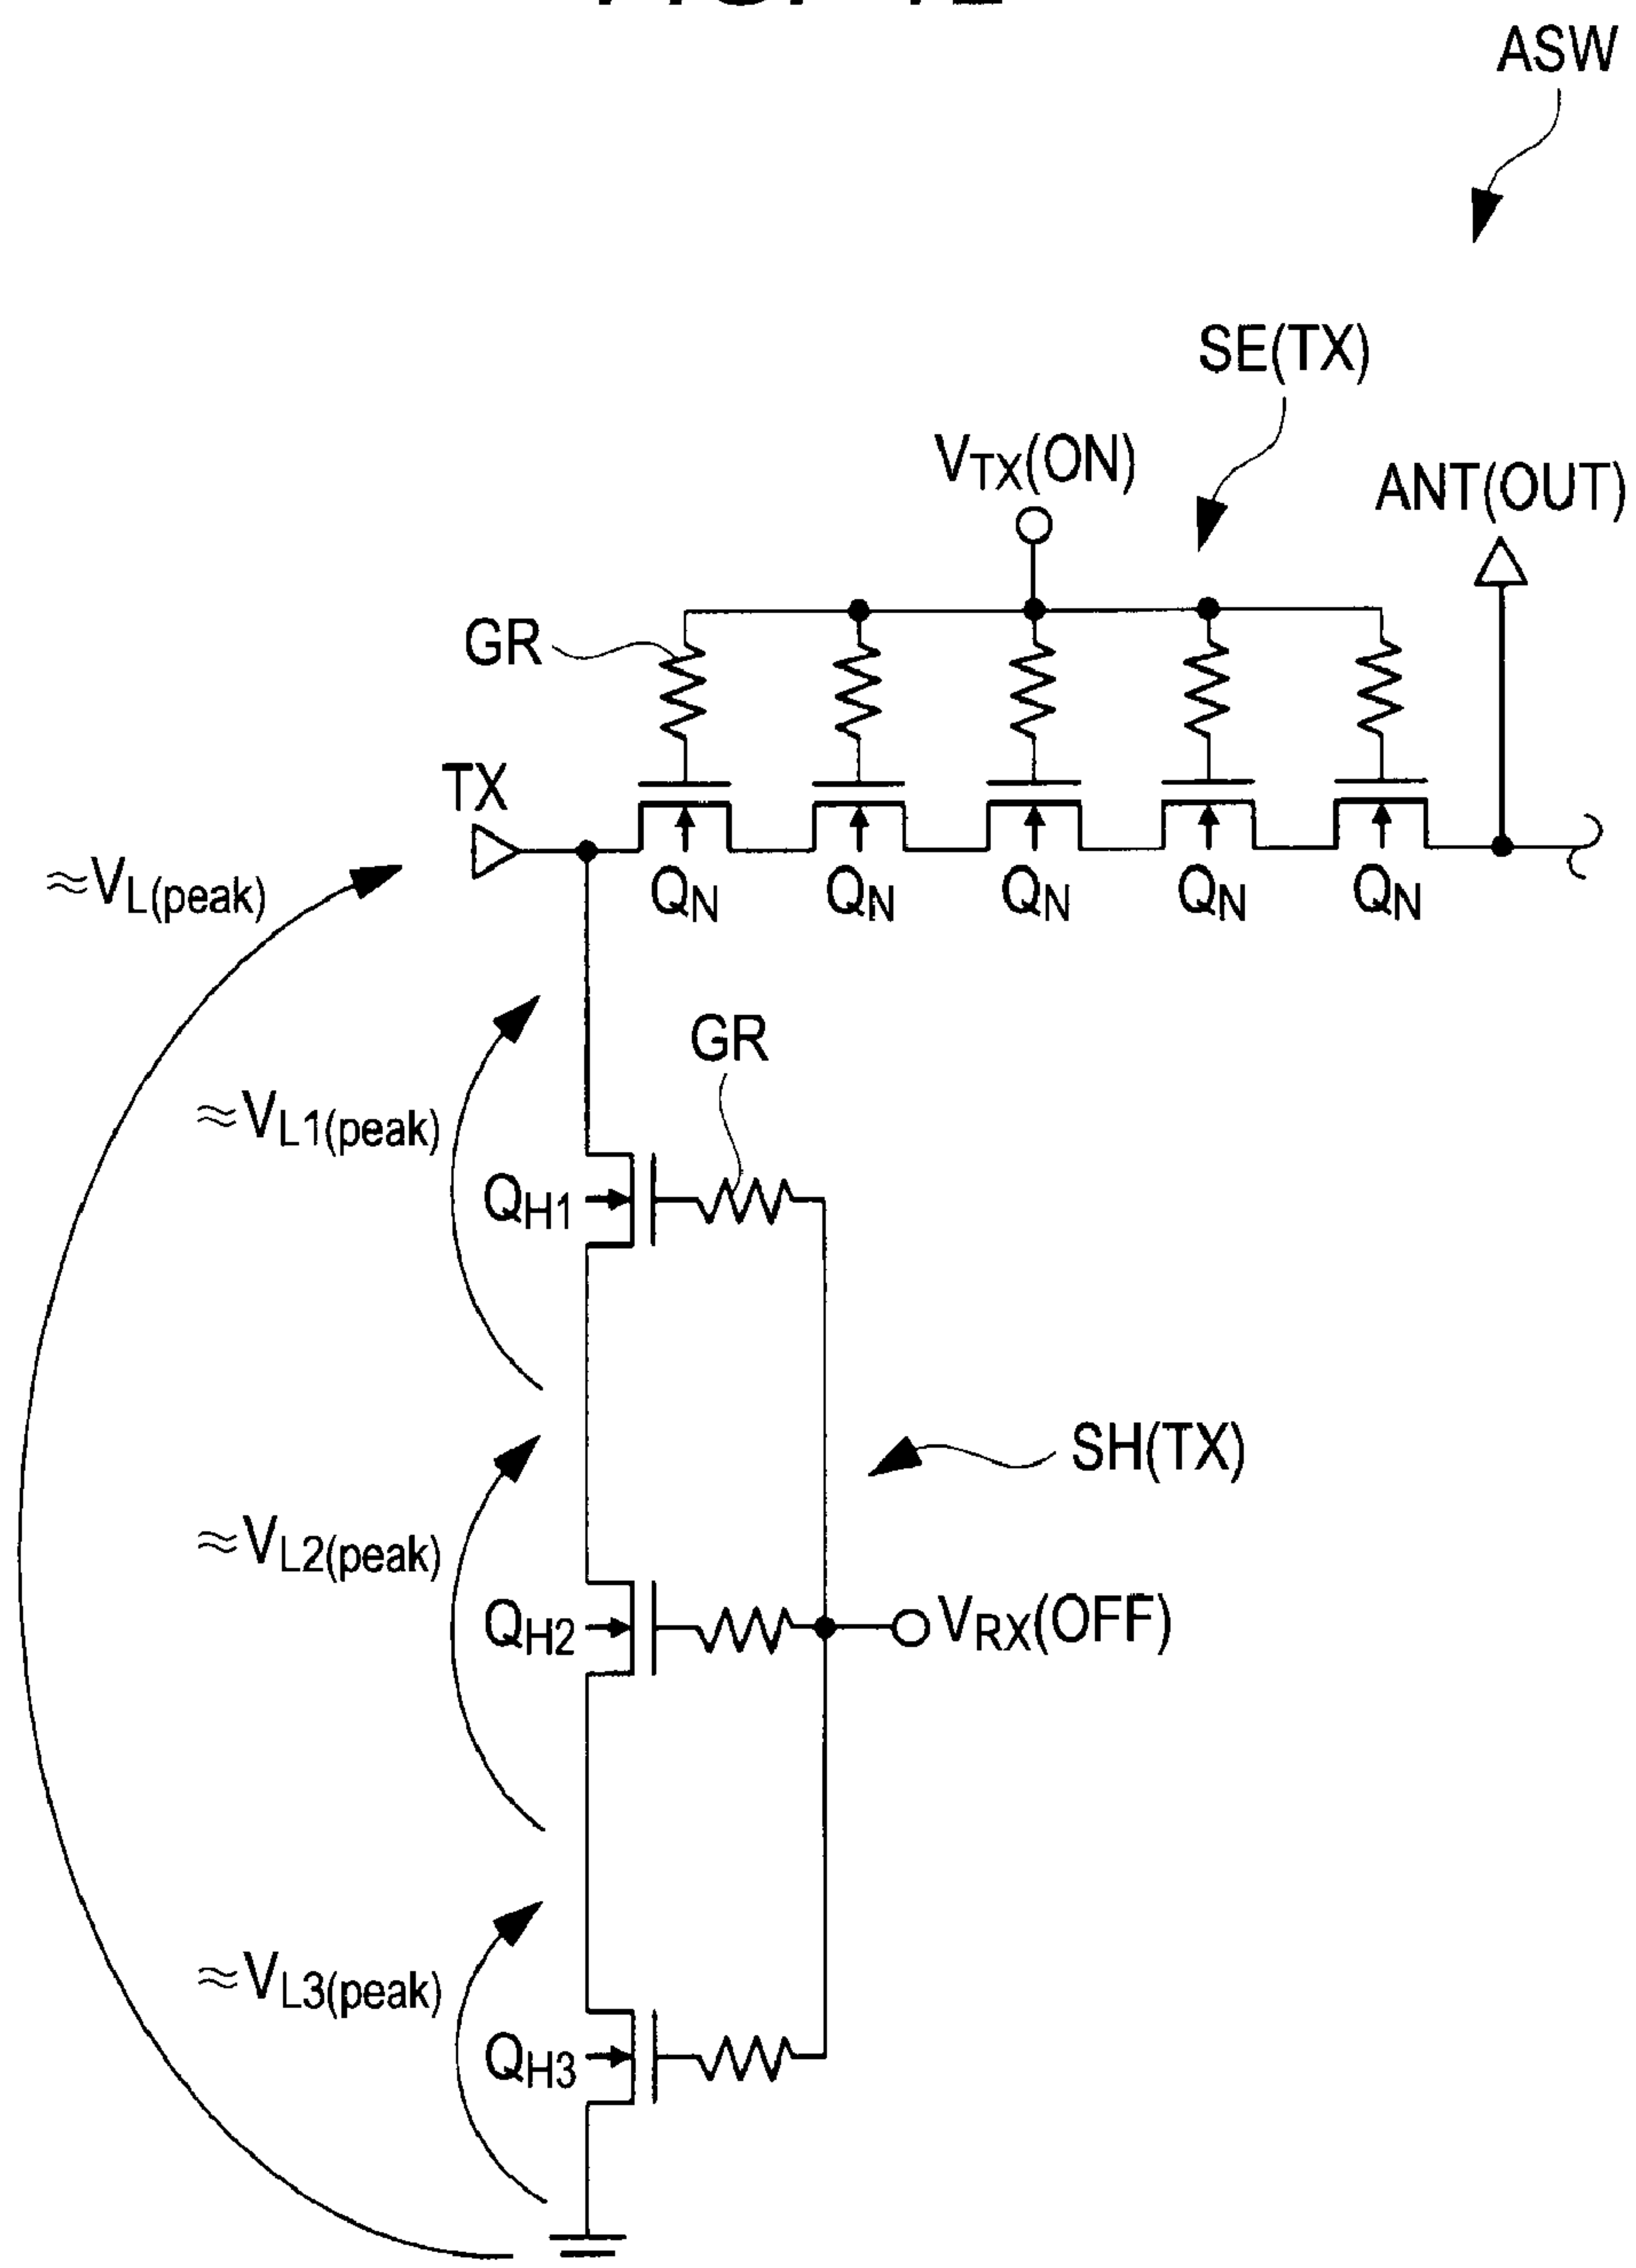 ASW
SE(TX)
VTX(ON)
ANT(OUT)
GR
TX
≈VL(peak)
QN QN QN QN QN
GR
≈VL1(peak)
QH1
SH(TX)
≈VL2(peak)
QH2
VRX(OFF)
≈VL3(peak)
QH3